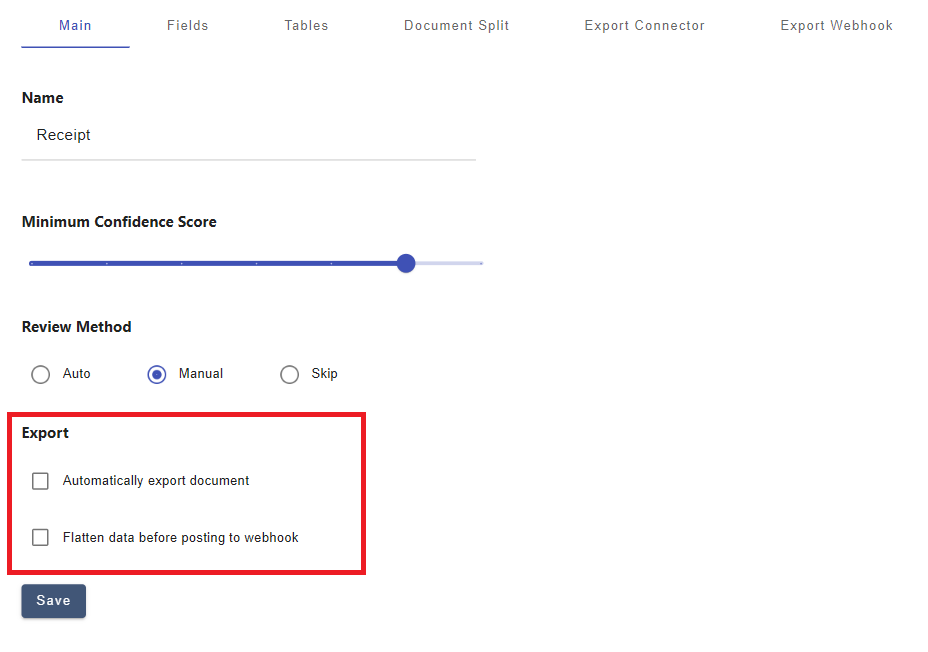 Main Fields Tables Document Split Export Connector Export Webhook
Name
Receipt
Minimum Confidence Score
Review Method
Auto Manual Skip
Export
Automatically export document
Flatten data before posting to webhook
Save